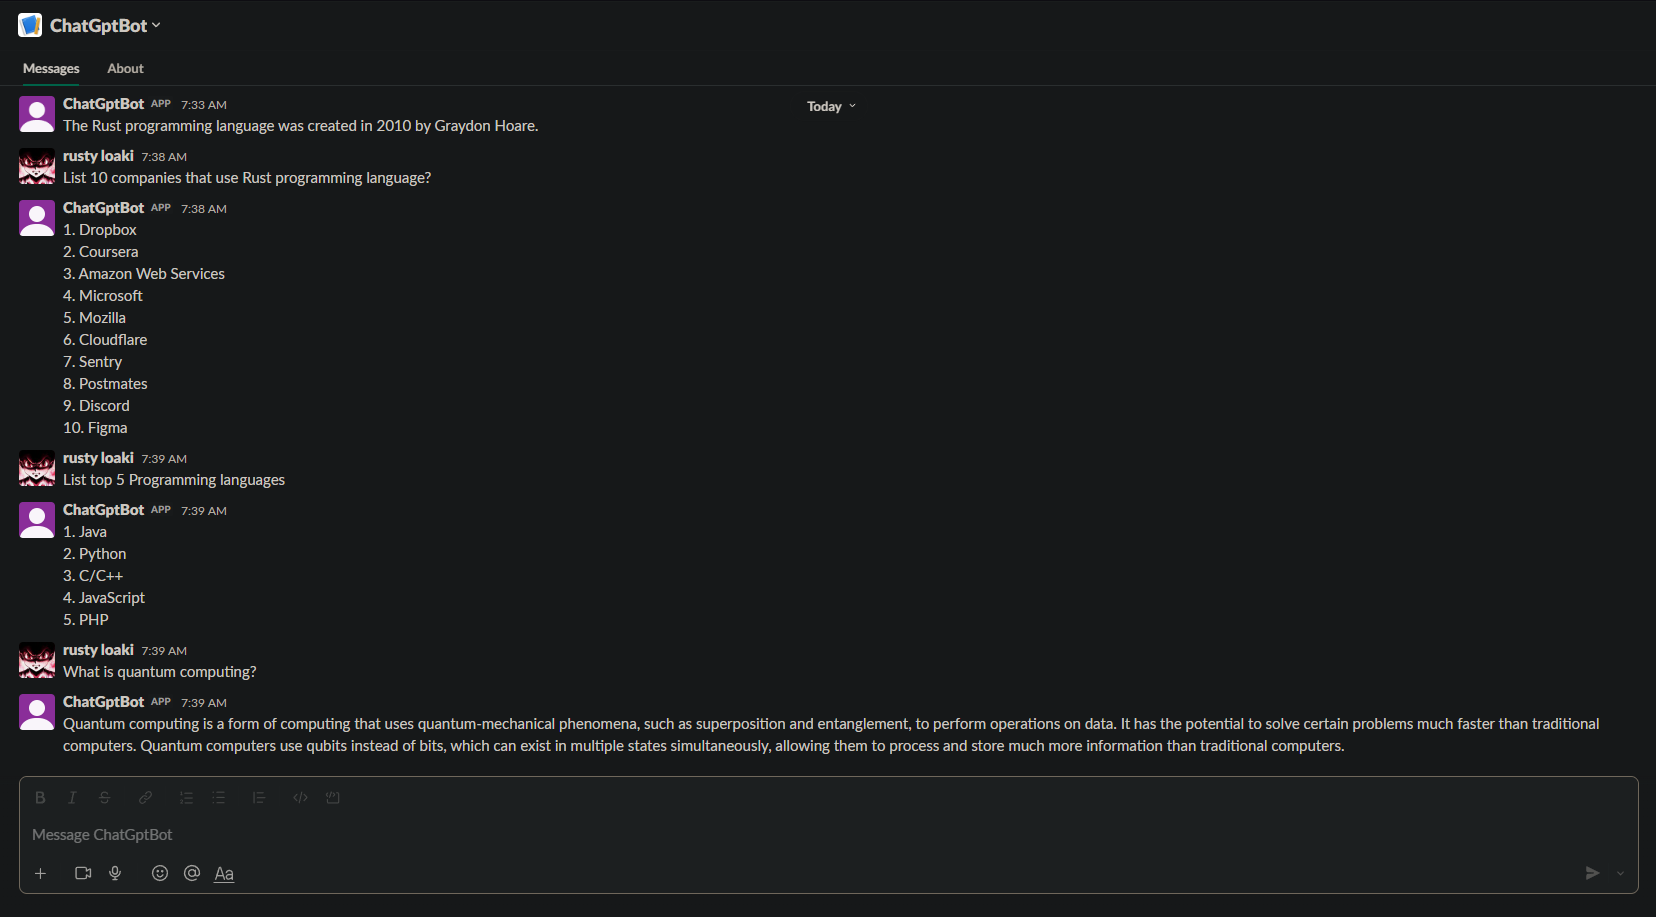 ChatGptBot
Messages About
Today
ChatGptBot APP 7:33 AM
The Rust programming language was created in 2010 by Graydon Hoare.
rusty loaki 7:38 AM
List 10 companies that use Rust programming language?
ChatGptBot APP 7:38 AM
1. Dropbox
2. Coursera
3. Amazon Web Services
4. Microsoft
5. Mozilla
6. Cloudflare
7. Sentry
8. Postmates
9. Discord
10. Figma
rusty loaki 7:39 AM
List top 5 Programming languages
ChatGptBot APP 7:39 AM
1. Java
2. Python
3. C/C++
4. JavaScript
5. PHP
rusty loaki 7:39 AM
What is quantum computing?
ChatGptBot APP 7:39 AM
Quantum computing is a form of computing that uses quantum-mechanical phenomena, such as superposition and entanglement, to perform operations on data. It has the potential to solve certain problems much faster than traditional
computers. Quantum computers use qubits instead of bits, which can exist in multiple states simultaneously, allowing them to process and store much more information than traditional computers.
Message ChatGptBot
Aa